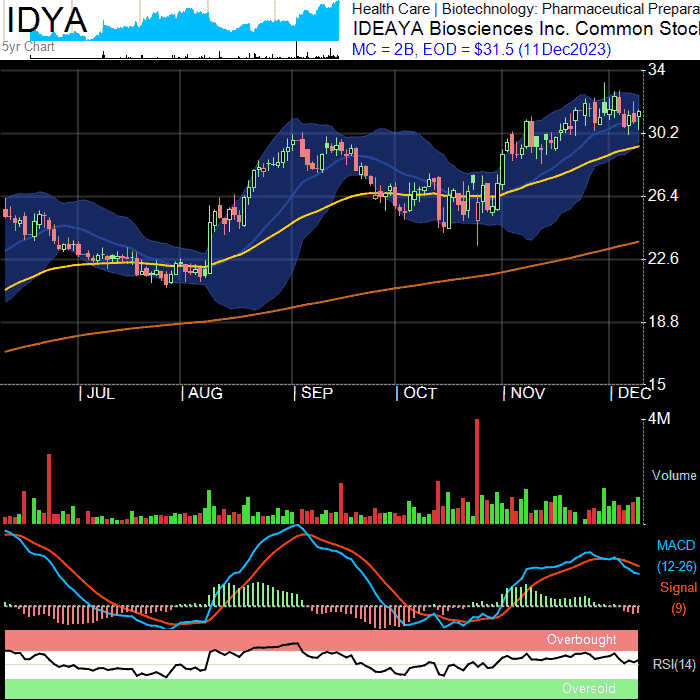 IDYA
5yr Chart
Health Care | Biotechnology: Pharmaceutical Prepara
IDEAYA Biosciences Inc. Common Stoc
MC = 2B, EOD = $31.5 (11Dec2023)
34
30.2
26.4
22.6
18.8
15
JUL
AUG
SEP
OCT
NOV
DEC
4M
Volume
MACD
(12-26)
Signal
(9)
Overbought
RSI(14)
Oversold